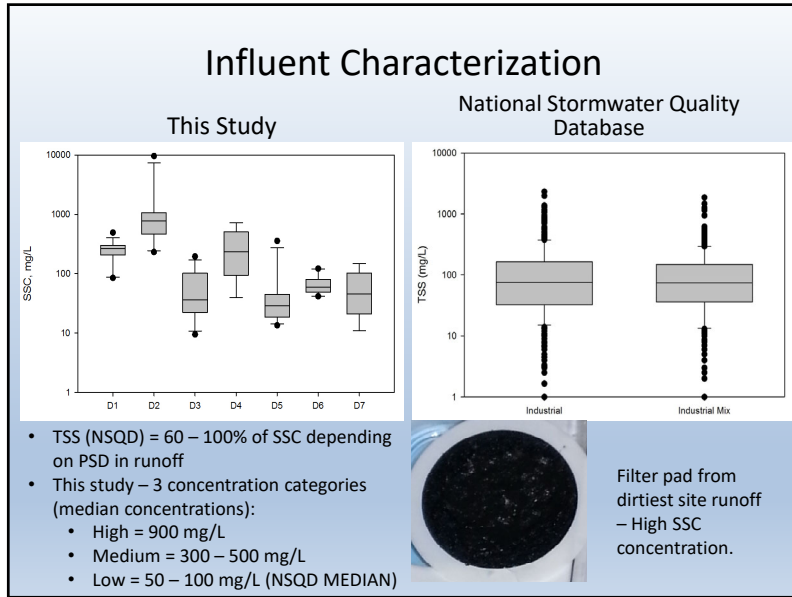 Influent Characterization
This Study
National Stormwater Quality
Database
10000
1000
100
10
1
SSC, mg/L
D1 D2 D3 D4 D5 D6 D7
10000
1000
100
10
1
TSS (mg/L)
Industrial Industrial Mix
• TSS (NSQD) = 60 – 100% of SSC depending
on PSD in runoff
• This study – 3 concentration categories
(median concentrations):
• High = 900 mg/L
• Medium = 300 – 500 mg/L
• Low = 50 – 100 mg/L (NSQD MEDIAN)
Filter pad from
dirtiest site runoff
– High SSC
concentration.